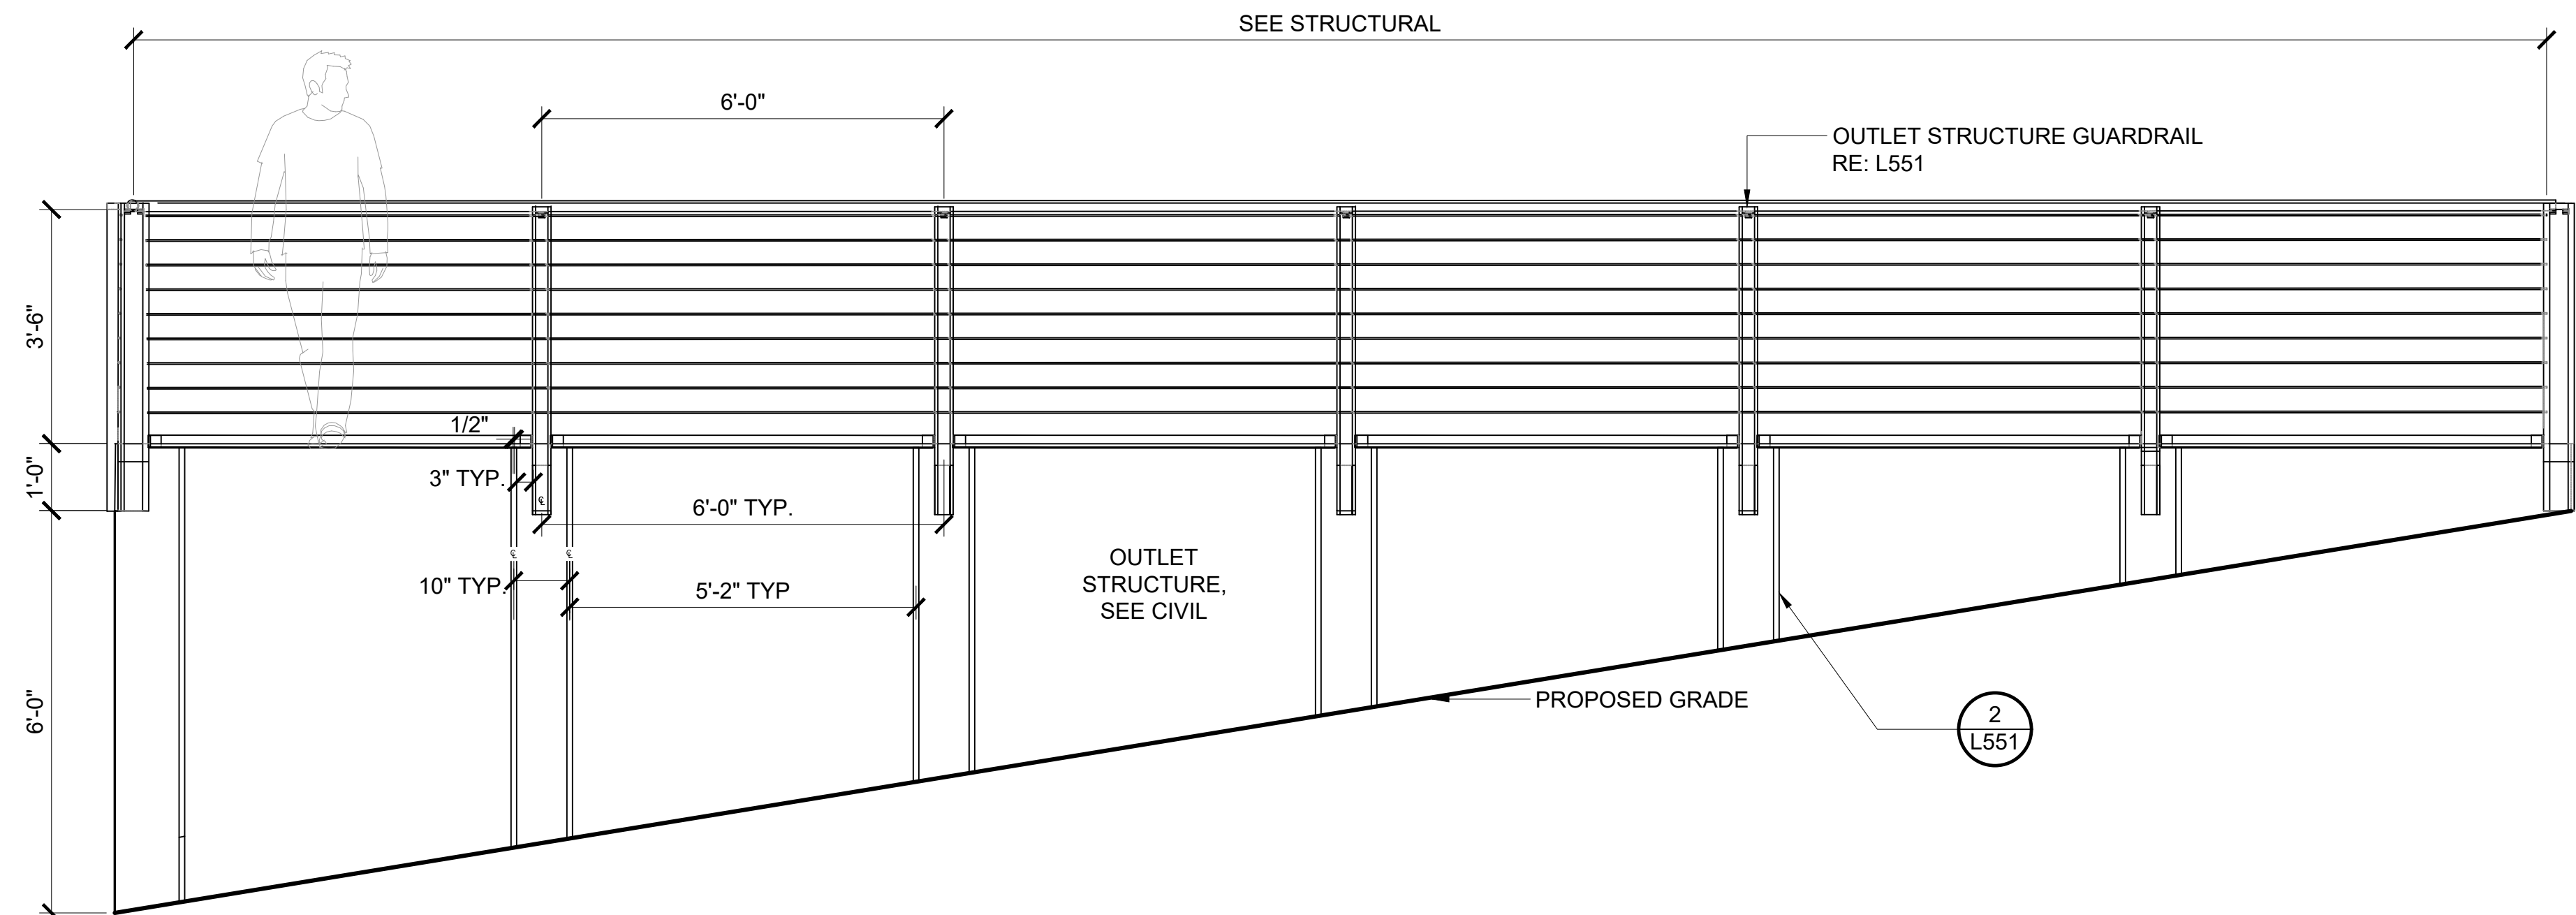 SEE STRUCTURAL
6'-0"
OUTLET STRUCTURE GUARDRAIL
RE: L551
3'-6"
1/2"
1'-0"
3" TYP.
℄
6'-0" TYP.
℄
℄
10" TYP.
5'-2" TYP
OUTLET
STRUCTURE,
SEE CIVIL
6'-0"
PROPOSED GRADE
2
L551